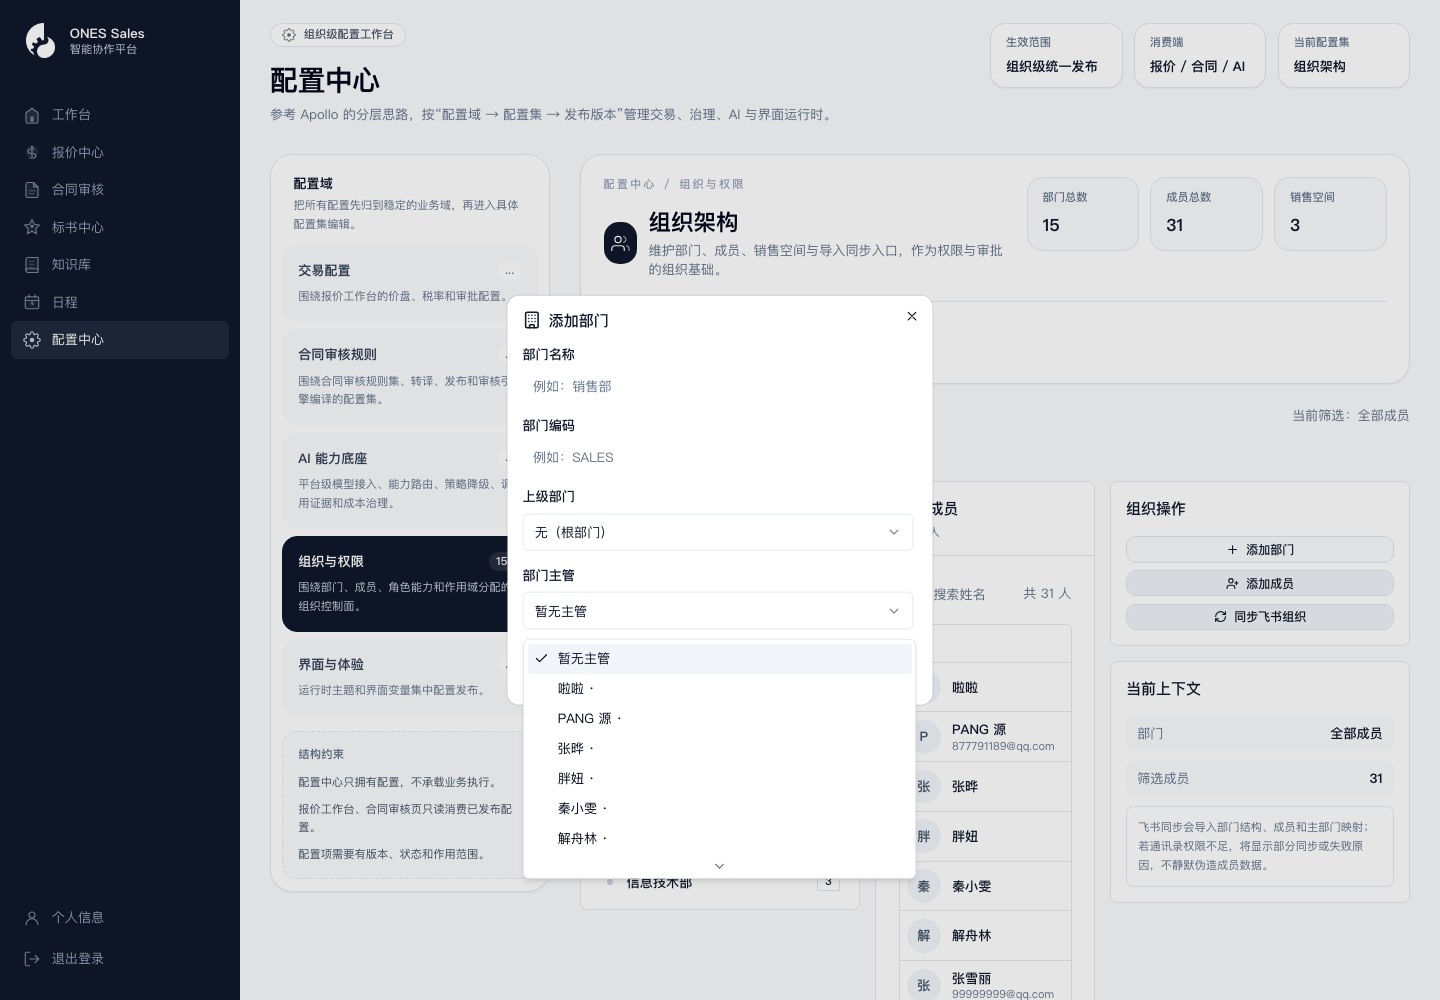 ONES Sales
智能协作平台
工作台
报价中心
合同审核
标书中心
知识库
日程
配置中心
个人信息
退出登录
组织级配置工作台
配置中心
参考 Apollo 的分层思路，按“配置域 → 配置集 → 发布版本”管理交易、治理、AI 与界面运行时。
生效范围
组织级统一发布
消费端
报价 / 合同 / AI
当前配置集
组织架构
配置域
把所有配置先归到稳定的业务域，再进入具体
配置集编辑。
交易配置
...
围绕报价工作台的价盘、税率和审批配置。
合同审核规则
围绕合同审核规则集、转译、发布和审核引
擎编译的配置集。
AI 能力底座
平台级模型接入、能力路由、策略降级、调
用证据和成本治理。
组织与权限
15
围绕部门、成员、角色能力和作用域分配的
组织控制面。
界面与体验
运行时主题和界面变量集中配置发布。
结构约束
配置中心只拥有配置，不承载业务执行。
报价工作台、合同审核页只读消费已发布配
置。
配置项需要有版本、状态和作用范围。
配置中心 / 组织与权限
组织架构
维护部门、成员、销售空间与导入同步入口，作为权限与审批
的组织基础。
部门总数
15
成员总数
31
销售空间
3
当前筛选：全部成员
添加部门
部门名称
例如：销售部
部门编码
例如：SALES
上级部门
无（根部门）
部门主管
暂无主管
暂无主管
啦啦 ·
PANG 源 ·
张晔 ·
胖妞 ·
秦小雯 ·
解舟林 ·
信息技术部
3
成员
人
搜索姓名
共 31 人
啦啦
P
PANG 源
877791189@qq.com
张
张晔
胖
胖妞
秦
秦小雯
解
解舟林
张
张雪丽
99999999@qq.com
组织操作
添加部门
添加成员
同步飞书组织
当前上下文
部门
全部成员
筛选成员
31
飞书同步会导入部门结构、成员和主部门映射；
若通讯录权限不足，将显示部分同步或失败原
因，不静默伪造成员数据。